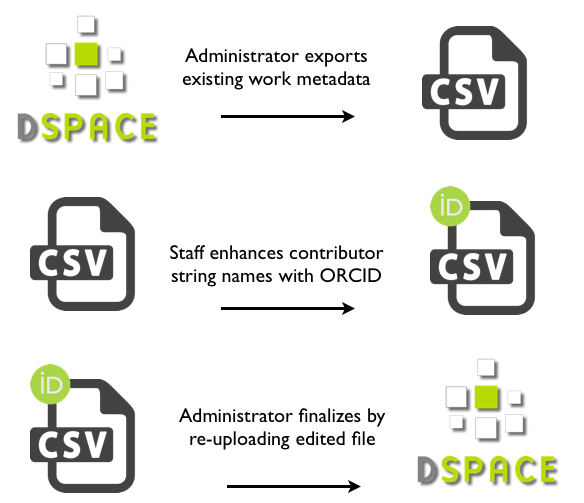 Administrator exports
existing work metadata
DSPACE
CSV
Staff enhances contributor
string names with ORCID
CSV
iD
CSV
Administrator finalizes by
re-uploading edited file
iD
CSV
DSPACE